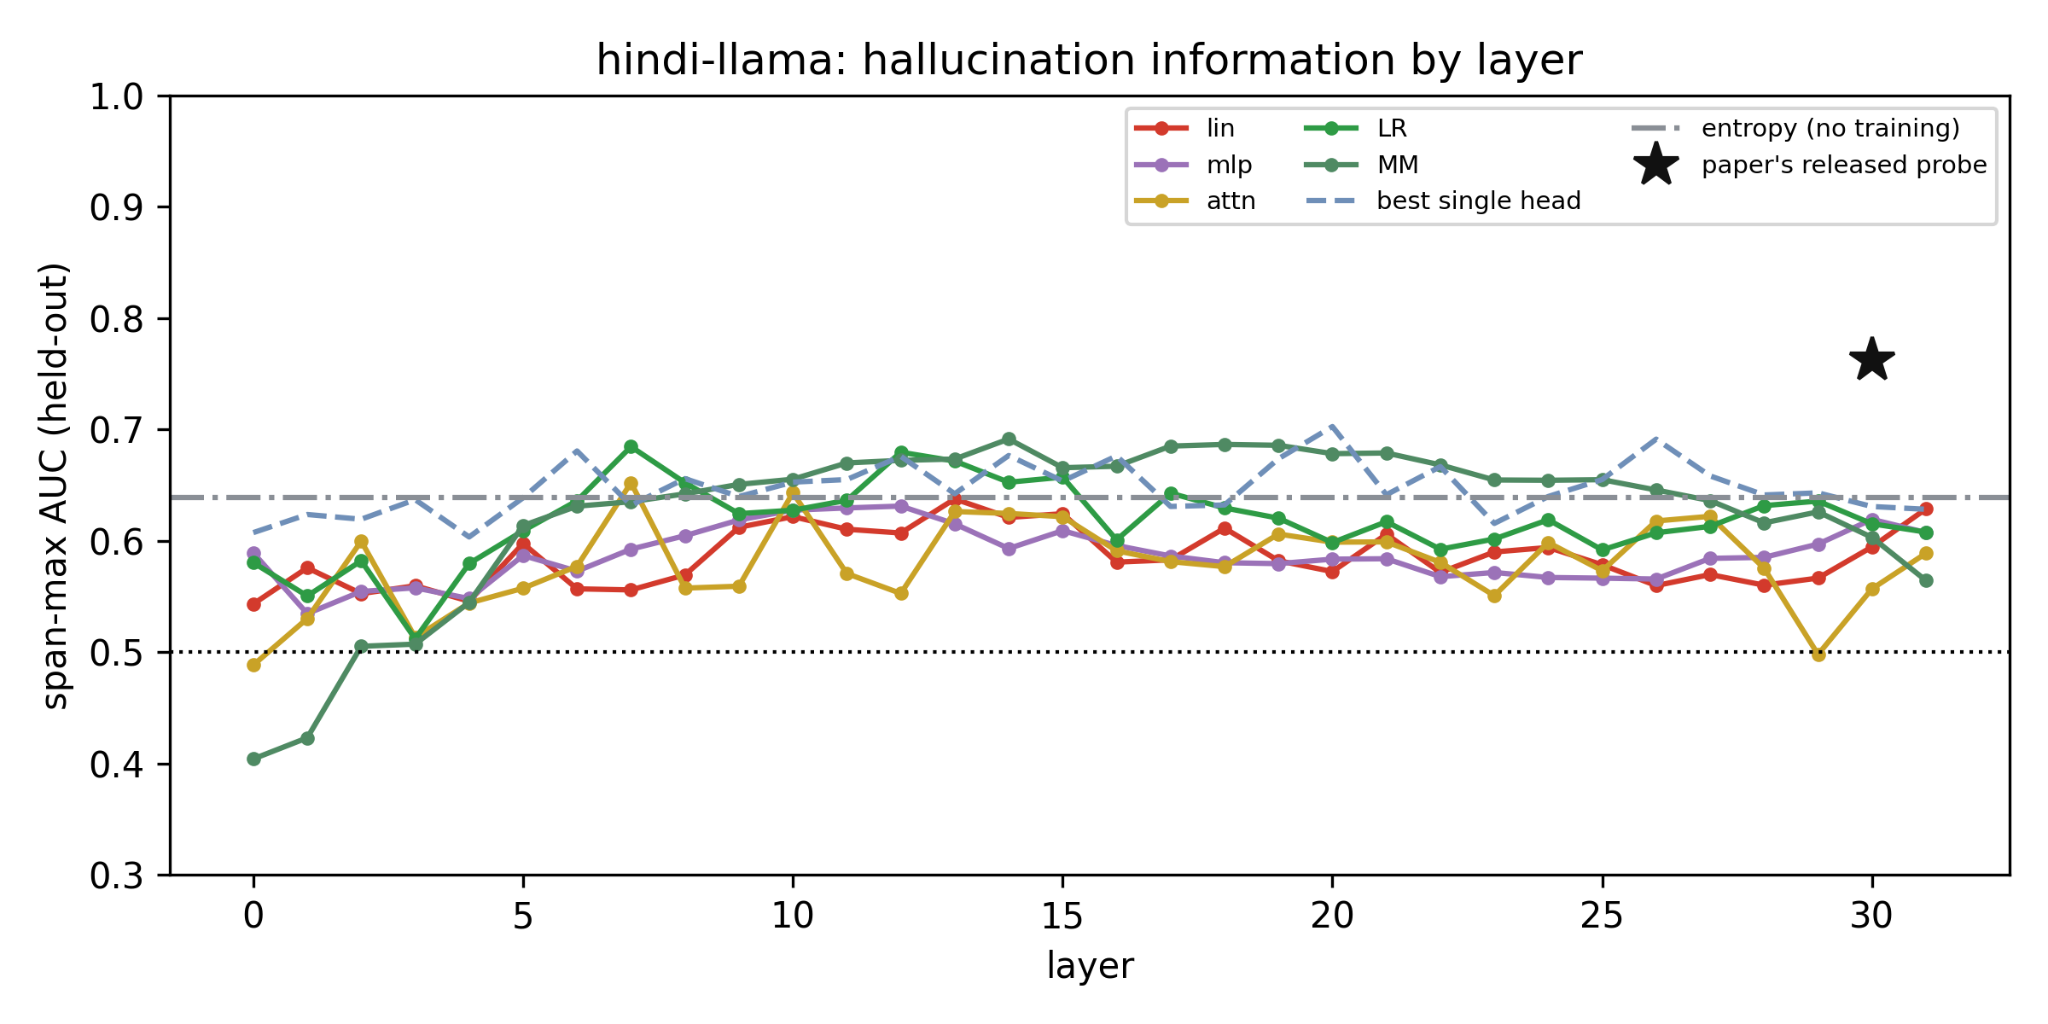 hindi-llama: hallucination information by layer
lin
mlp
attn
LR
MM
best single head
entropy (no training)
paper's released probe
span-max AUC (held-out)
1.0
0.9
0.8
0.7
0.6
0.5
0.4
0.3
0 5 10 15 20 25 30
layer